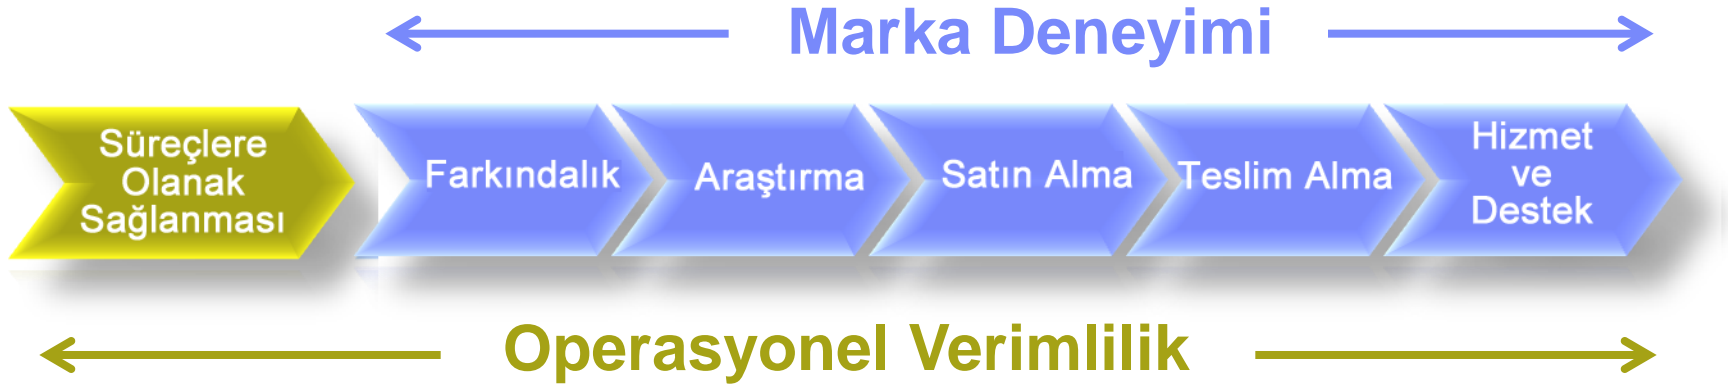 Marka Deneyimi
Süreçlere
Olanak
Sağlanması
Farkındalık
Araştırma
Satın Alma
Teslim Alma
Hizmet
ve
Destek
Operasyonel Verimlilik